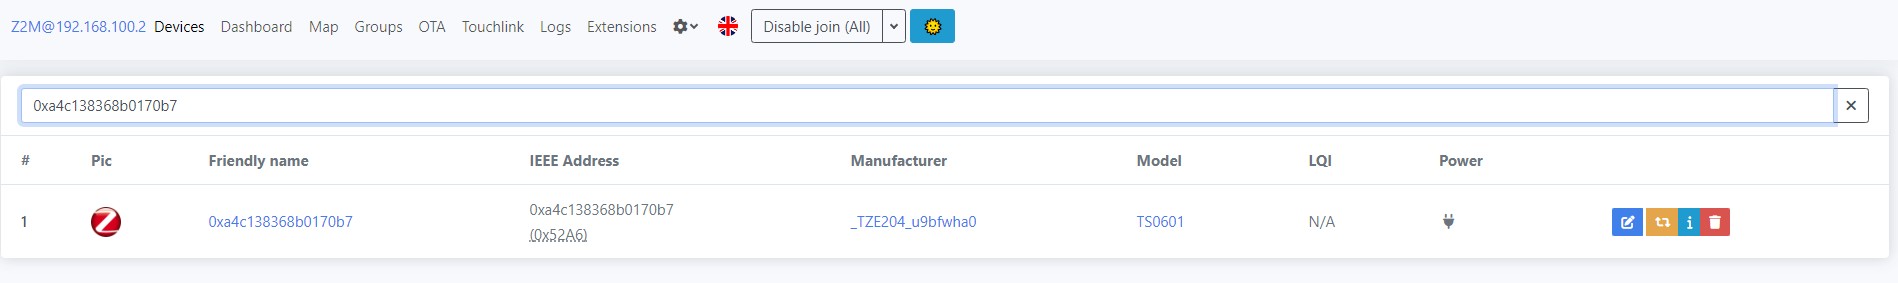 Z2M@192.168.100.2 Devices Dashboard Map Groups OTA Touchlink Logs Extensions Disable join (All)
0xa4c138368b0170b7
# Pic Friendly name IEEE Address Manufacturer Model LQI Power
1 0xa4c138368b0170b7 0xa4c138368b0170b7 _TZE204_u9bfwha0 TS0601 N/A
(0x52A6)